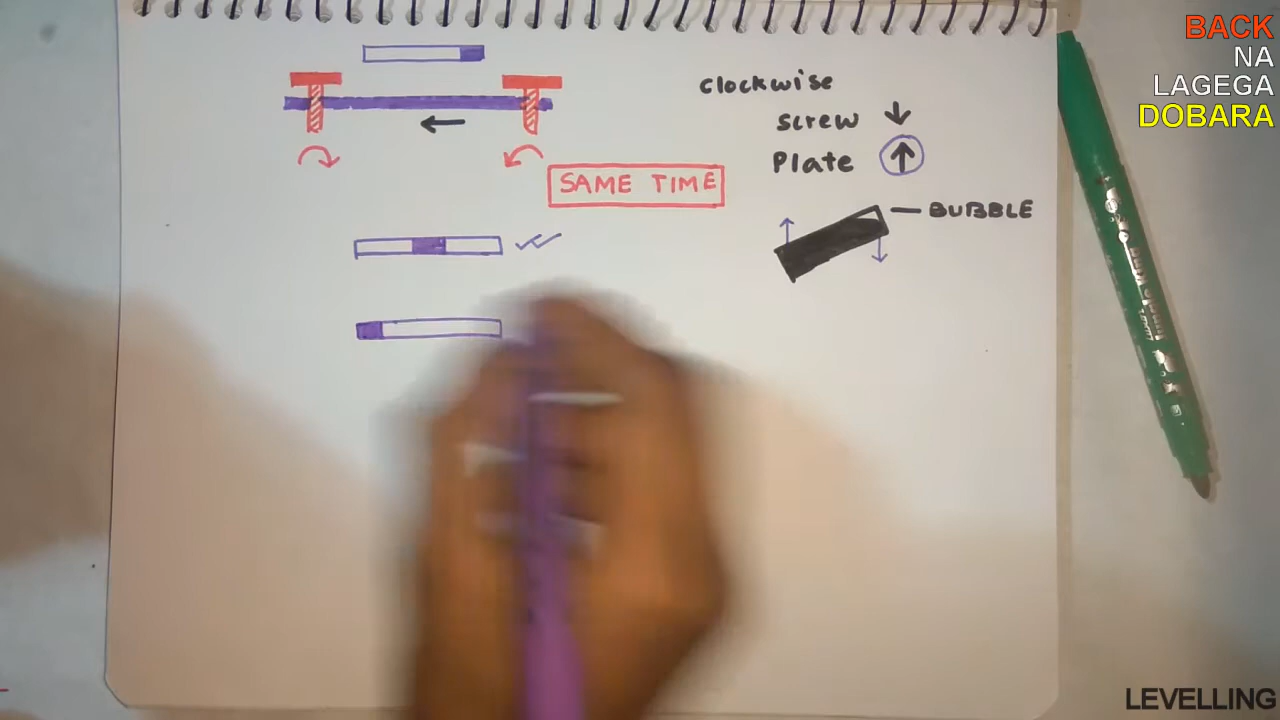 BACK
NA
LAGEGA
DOBARA
clockwise
screw ↓
Plate ↑
SAME TIME
BUBBLE
LEVELLING